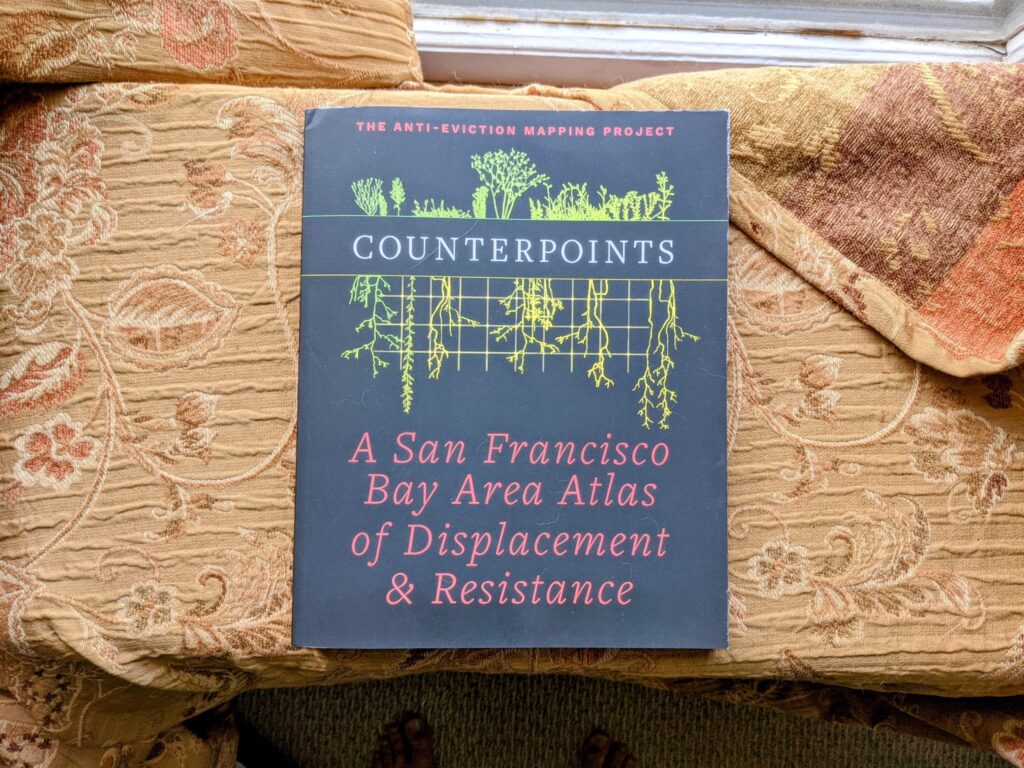 THE ANTI-EVICTION MAPPING PROJECT
COUNTERPOINTS
A San Francisco
Bay Area Atlas
of Displacement
& Resistance